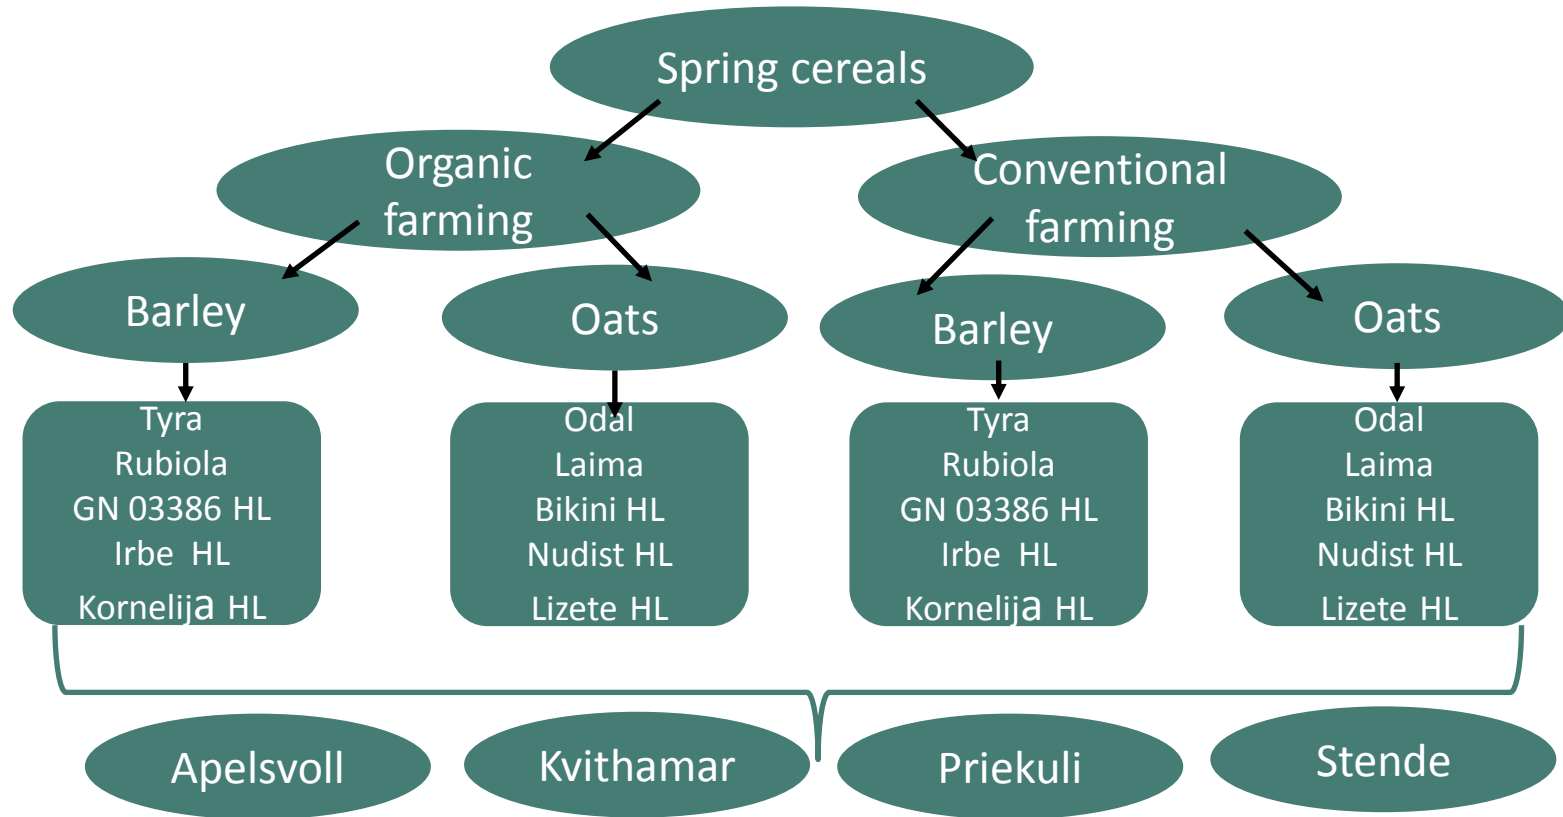 Spring cereals
Organic
farming
Conventional
farming
Barley
Oats
Barley
Oats
Tyra
Rubiola
GN 03386 HL
Irbe  HL
Kornelija HL
Odal
Laima
Bikini HL
Nudist HL
Lizete HL
Tyra
Rubiola
GN 03386 HL
Irbe  HL
Kornelija HL
Odal
Laima
Bikini HL
Nudist HL
Lizete HL
Apelsvoll
Kvithamar
Priekuli
Stende